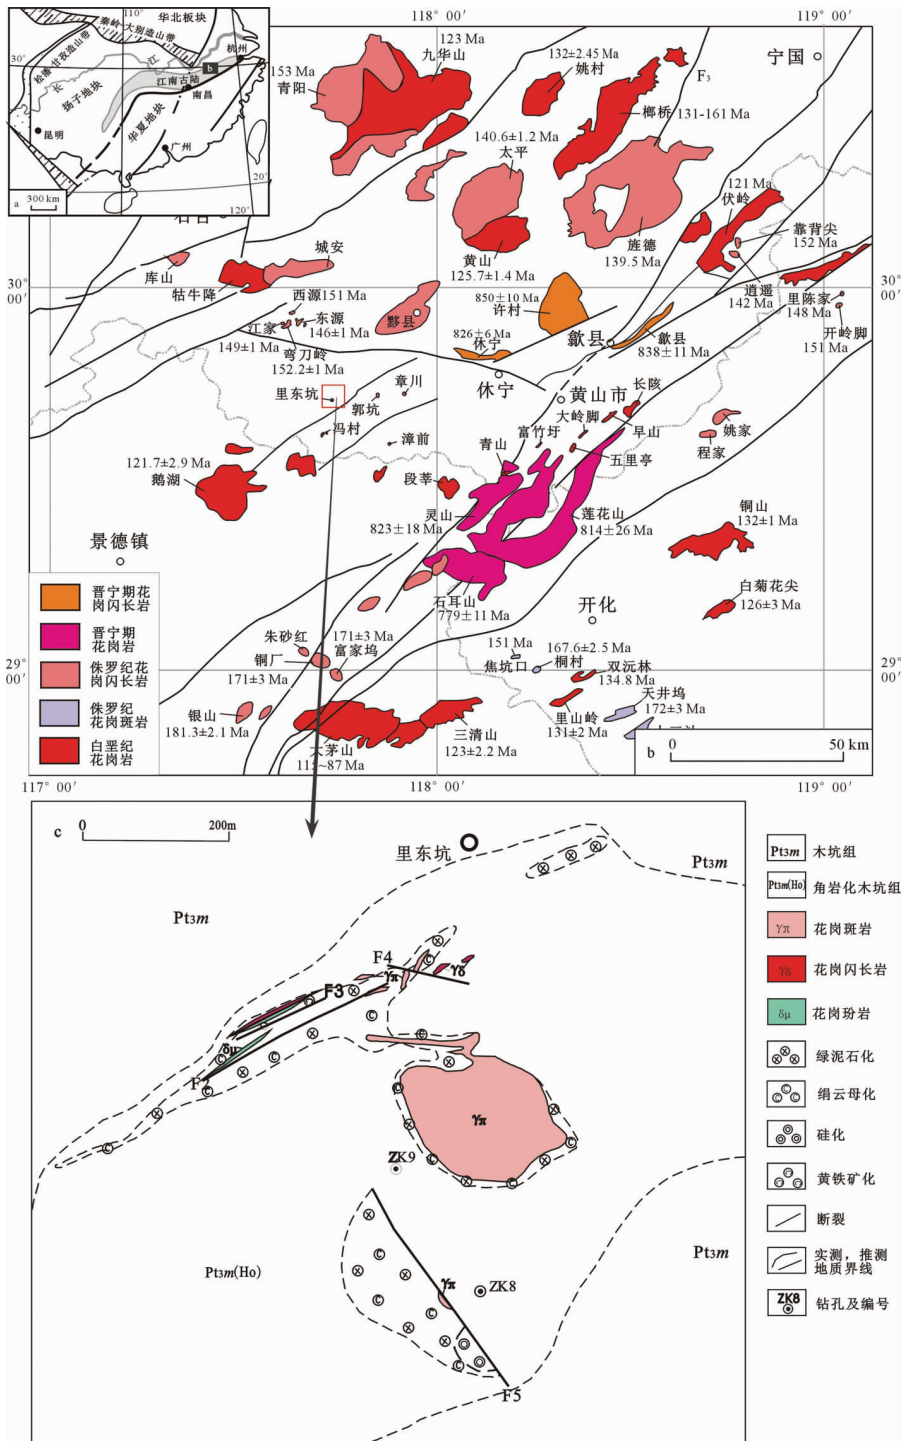 110°
秦岭-大别造山带
华北板块
松潘-甘孜造山带
30°
杭州
b
长
江
江南古陆
扬子地块
南昌
华夏地块
昆明
广州
20°
a
300 km
120°
118° 00′
119° 00′
123 Ma
九华山
153 Ma
青阳
132±2.45 Ma
姚村
宁国
F₃
榔桥 131-161 Ma
140.6±1.2 Ma
太平
121 Ma
伏岭
靠背尖
152 Ma
旌德
139.5 Ma
黄山
125.7±1.4 Ma
城安
库山
牯牛降
逍遥
142 Ma
里陈家
148 Ma
开岭脚
151 Ma
30°
00′
30°
00′
西源151 Ma
东源
146±1 Ma
江家
149±1 Ma
弯刀岭
152.2±1 Ma
黟县
850±10 Ma
许村
826±6 Ma
休宁
歙县
歙县
838±11 Ma
休宁
黄山市
里东坑
郭坑
章川
冯村
漳前
长陔
大岭脚
旱山
富竹圩
五里亭
青山
姚家
程家
121.7±2.9 Ma
鹅湖
段莘
灵山
823±18 Ma
莲花山
814±26 Ma
铜山
132±1 Ma
景德镇
石耳山
779±11 Ma
白菊花尖
126±3 Ma
开化
朱砂红
171±3 Ma
富家坞
铜厂
171±3 Ma
151 Ma
焦坑口
167.6±2.5 Ma
桐村
双沅林
134.8 Ma
天井坞
172±3 Ma
29°
00′
29°
00′
银山
181.3±2.1 Ma
大茅山
三清山
123±2.2 Ma
里山岭
131±2 Ma
晋宁期花
岗闪长岩
晋宁期
花岗岩
侏罗纪花
岗闪长岩
侏罗纪
花岗斑岩
白垩纪
花岗岩
b
0
50 km
117° 00′
118° 00′
119° 00′
c
0
200m
里东坑
Pt3m
Pt3m
F4
γπ
γδ
F3
δμ
F2
γπ
ZK9
Pt3m(Ho)
γπ
ZK8
Pt3m
F5
Pt3m 木坑组
Pt3m(Ho) 角岩化木坑组
γπ 花岗斑岩
γδ 花岗闪长岩
δμ 花岗玢岩
绿泥石化
绢云母化
硅化
黄铁矿化
断裂
实测，推测
地质界线
ZK8 钻孔及编号